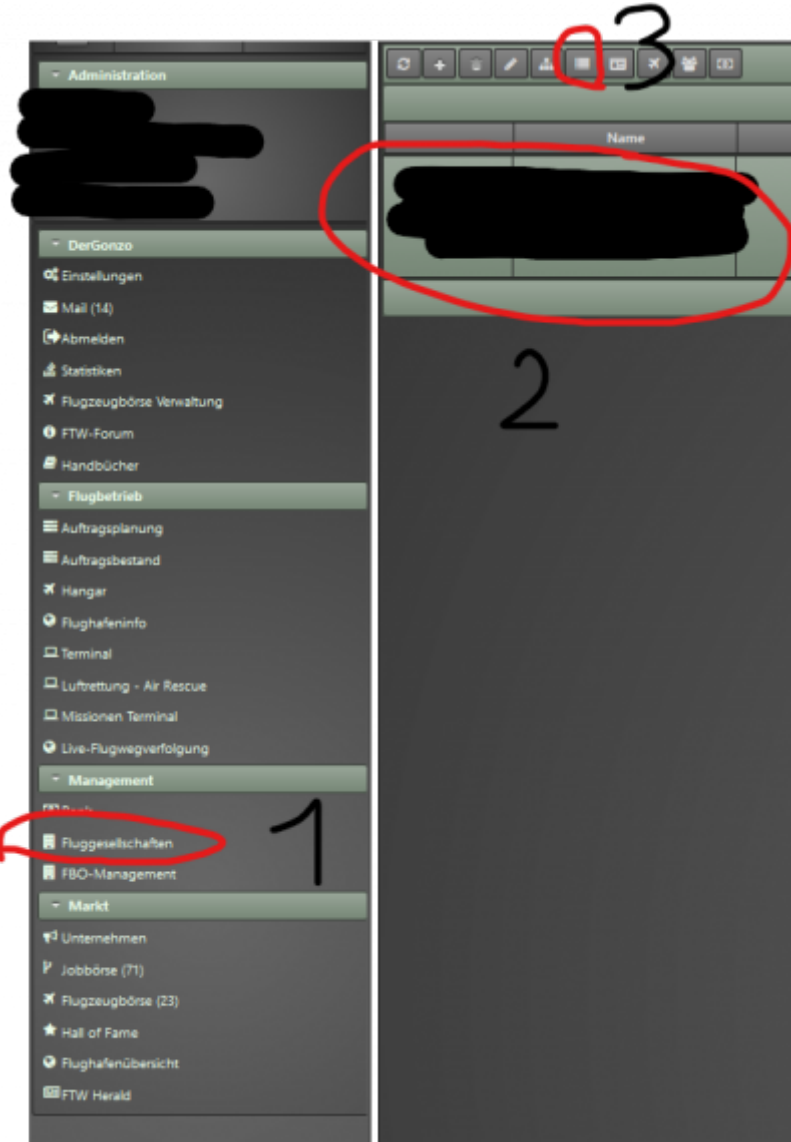 3
Administration
Name
DerGonzo
Einstellungen
Mail (14)
Abmelden
Statistiken
2
Flugzeugbörse Verwaltung
FTW-Forum
Handbücher
Flugbetrieb
Auftragsplanung
Auftragsbestand
Hangar
Flughafeninfo
Terminal
Luftrettung - Air Rescue
Missionen Terminal
Live-Flugwegverfolgung
Management
1
Fluggesellschaften
FBO-Management
Markt
Unternehmen
Jobbörse (71)
Flugzeugbörse (23)
Hall of Fame
Flughafenübersicht
FTW Herald